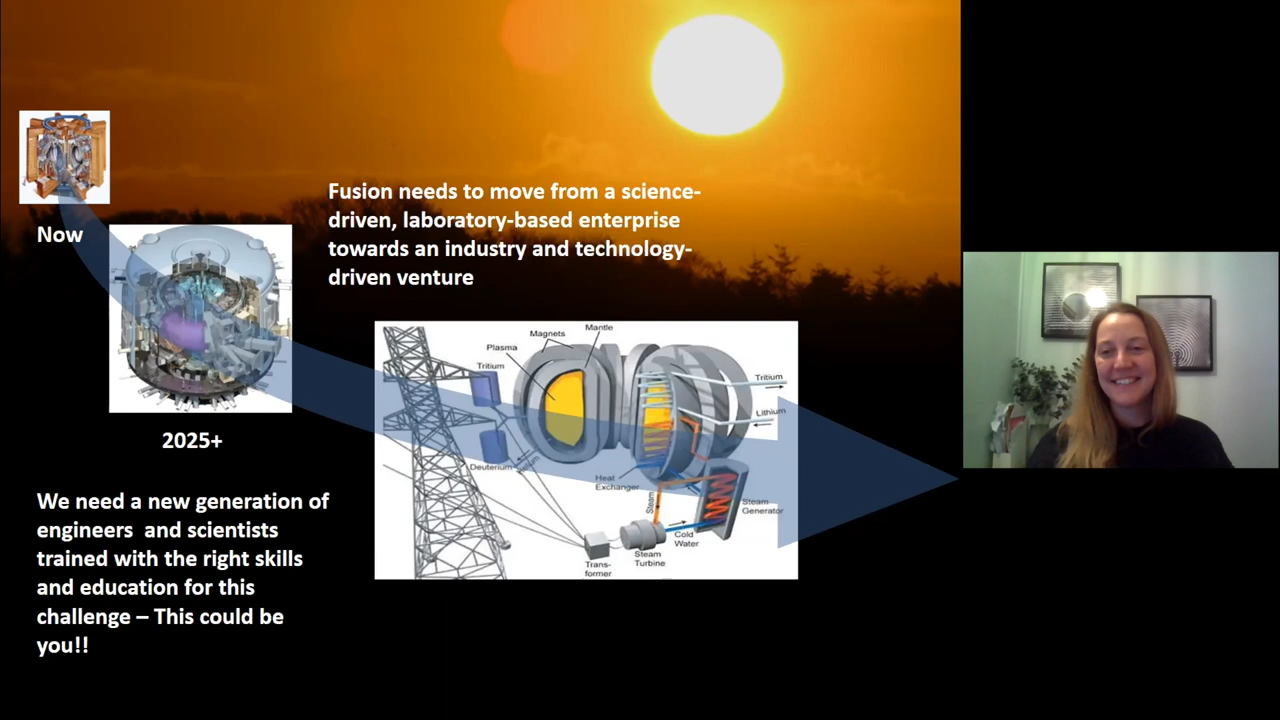 Fusion needs to move from a science-
driven, laboratory-based enterprise
towards an industry and technology-
driven venture
Now
2025+
We need a new generation of
engineers and scientists
trained with the right skills
and education for this
challenge – This could be
you!!
Mantle
Magnets
Plasma
Tritium
Tritium
Lithium
Deuterium
Heat
Exchanger
Steam
Steam
Generator
Cold
Water
Steam
Turbine
Trans-
former